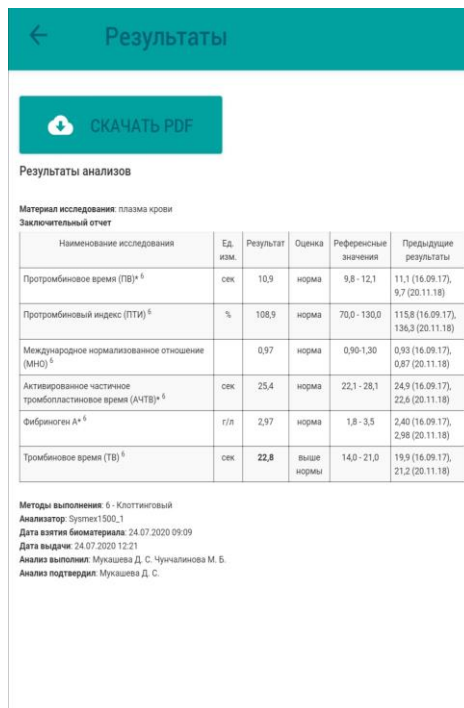 Результаты
СКАЧАТЬ PDF
Результаты анализов
Материал исследования: плазма крови
Заключительный отчет
Наименование исследования Ед. изм. Результат Оценка Референсные значения Предыдущие результаты
Протромбиновое время (ПВ)* 6 сек 10,9 норма 9,8 - 12,1 11,1 (16.09.17), 9,7 (20.11.18)
Протромбиновый индекс (ПТИ) 6 % 108,9 норма 70,0 - 130,0 115,8 (16.09.17), 136,3 (20.11.18)
Международное нормализованное отношение (МНО) 6 0,97 норма 0,90-1,30 0,93 (16.09.17), 0,87 (20.11.18)
Активированное частичное тромбопластиновое время (АЧТВ)* 6 сек 25,4 норма 22,1 - 28,1 24,9 (16.09.17), 22,6 (20.11.18)
Фибриноген А* 6 г/л 2,97 норма 1,8 - 3,5 2,40 (16.09.17), 2,98 (20.11.18)
Тромбиновое время (ТВ) 6 сек 22,8 выше нормы 14,0 - 21,0 19,9 (16.09.17), 21,2 (20.11.18)
Методы выполнения: 6 - Клоттинговый
Анализатор: Sysmex1500_1
Дата взятия биоматериала: 24.07.2020 09:09
Дата выдачи: 24.07.2020 12:21
Анализ выполнил: Мукашева Д. С. Чунчалинова М. Б.
Анализ подтвердил: Мукашева Д. С.